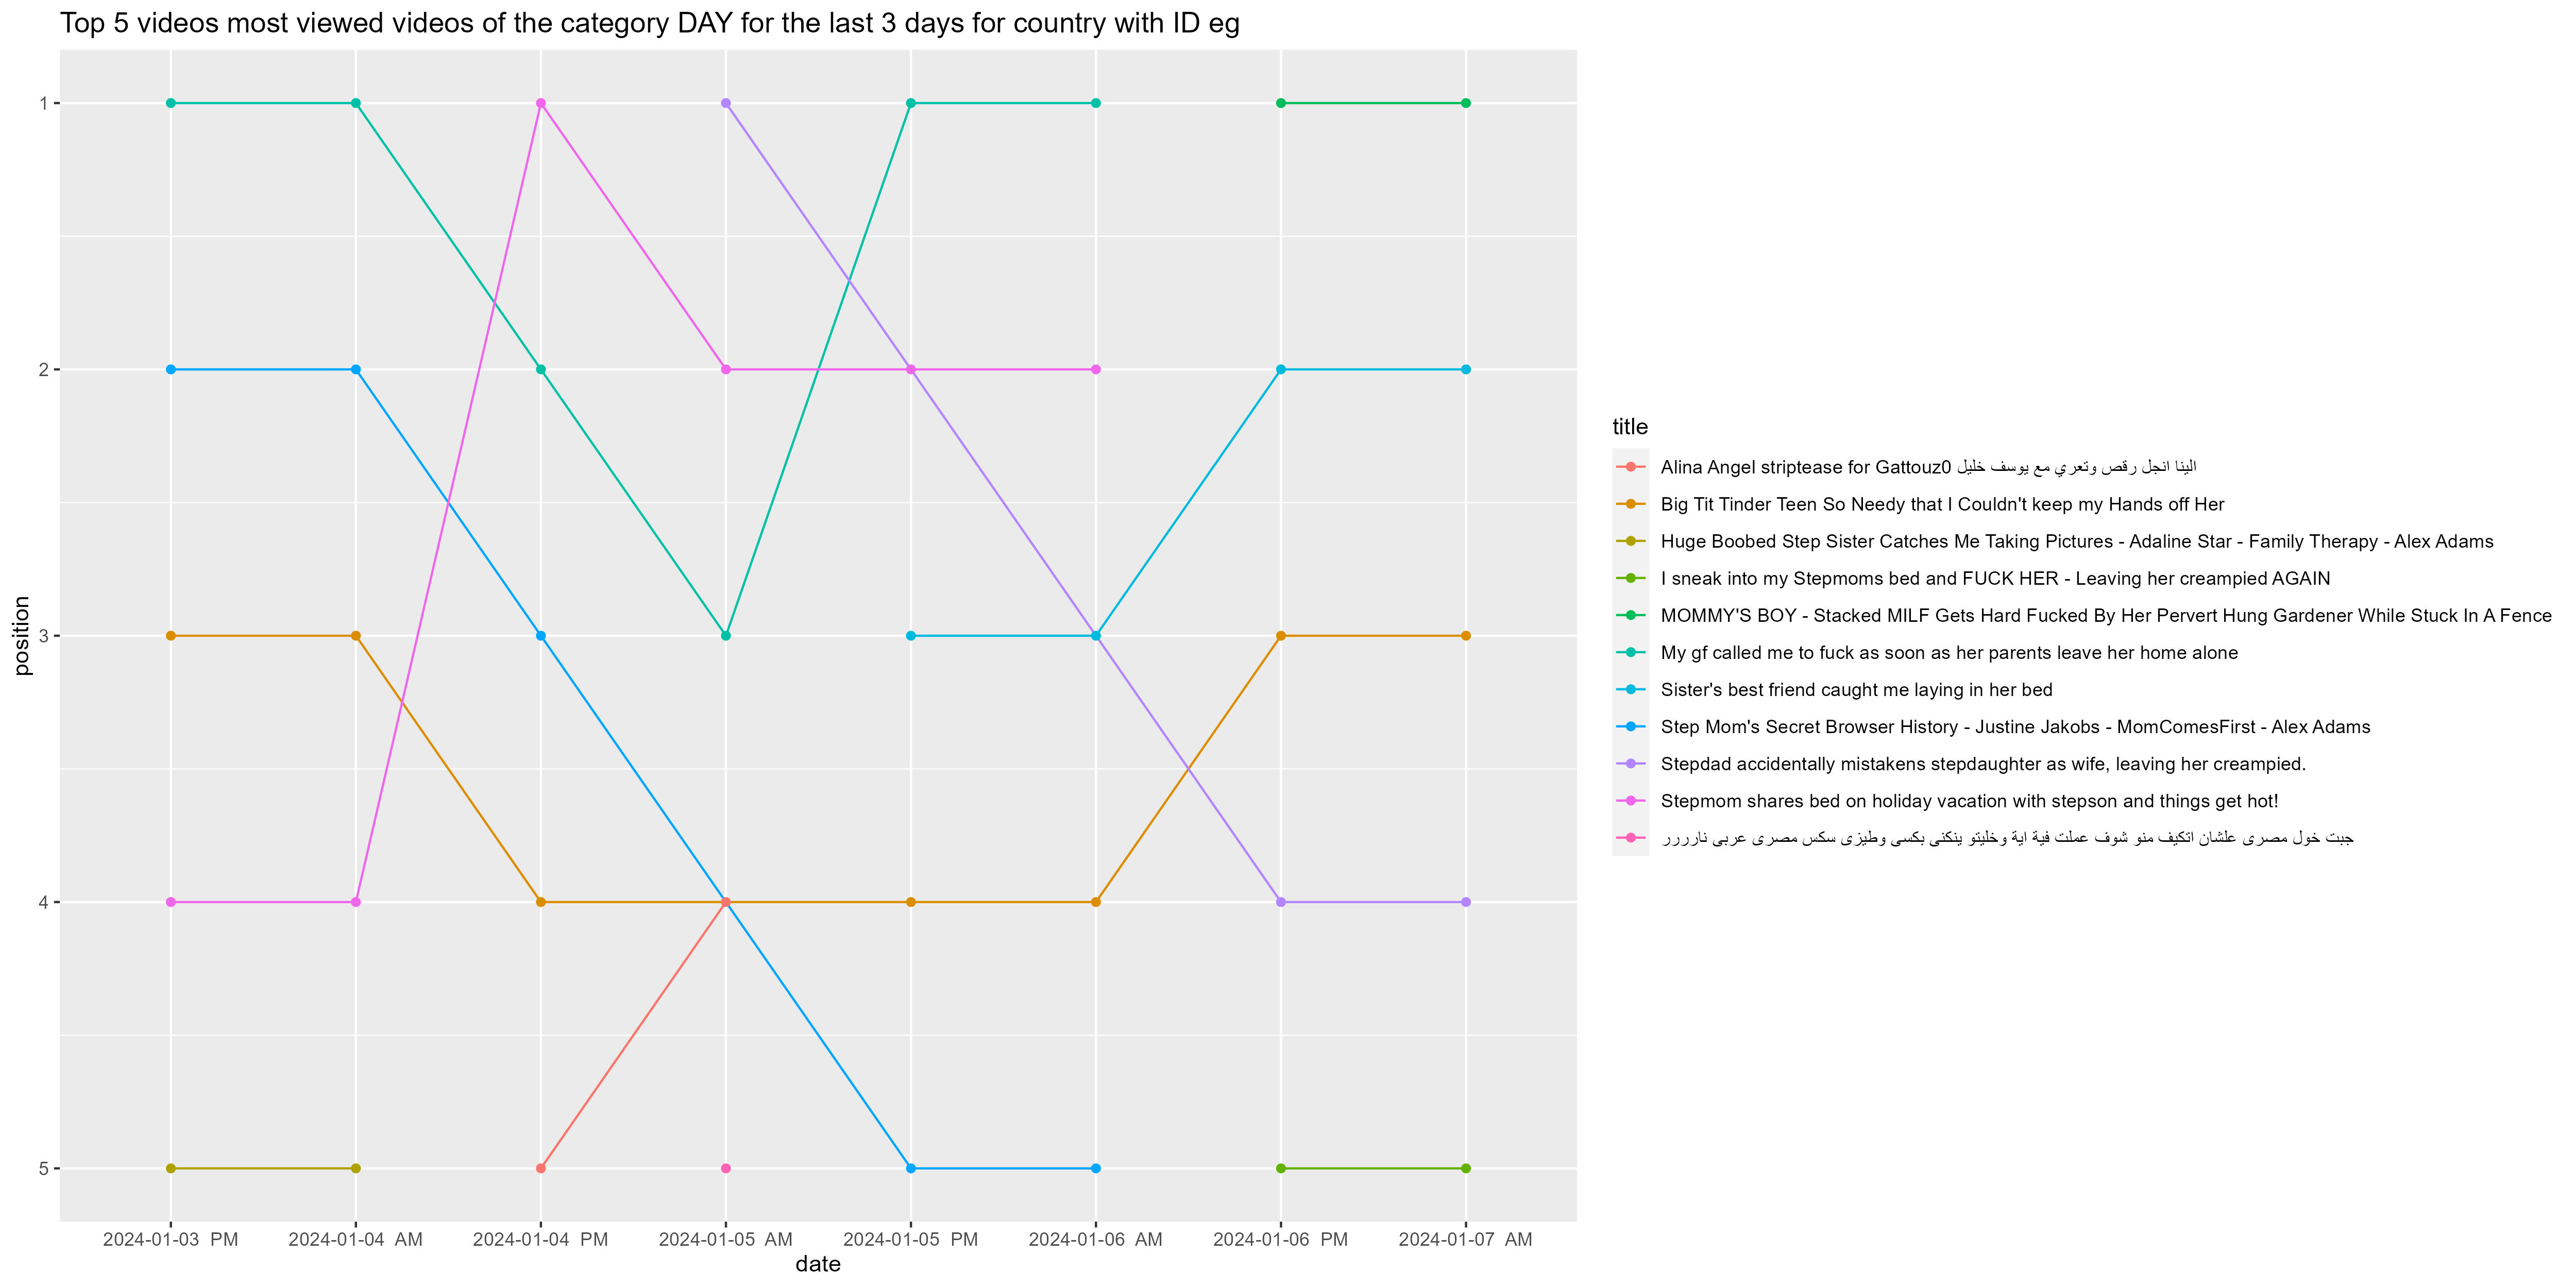 Top 5 videos most viewed videos of the category DAY for the last 3 days for country with ID eg
1
2
3
4
5
position
2024-01-03 PM
2024-01-04 AM
2024-01-04 PM
2024-01-05 AM
2024-01-05 PM
2024-01-06 AM
2024-01-06 PM
2024-01-07 AM
date
title
Alina Angel striptease for Gattouz0 الينا انجل رقص وتعري مع يوسف خليل
Big Tit Tinder Teen So Needy that I Couldn't keep my Hands off Her
Huge Boobed Step Sister Catches Me Taking Pictures - Adaline Star - Family Therapy - Alex Adams
I sneak into my Stepmoms bed and FUCK HER - Leaving her creampied AGAIN
MOMMY'S BOY - Stacked MILF Gets Hard Fucked By Her Pervert Hung Gardener While Stuck In A Fence
My gf called me to fuck as soon as her parents leave her home alone
Sister's best friend caught me laying in her bed
Step Mom's Secret Browser History - Justine Jakobs - MomComesFirst - Alex Adams
Stepdad accidentally mistakens stepdaughter as wife, leaving her creampied.
Stepmom shares bed on holiday vacation with stepson and things get hot!
جبت خول مصرى علشان اتكيف منو شوف عملت فية اية وخليتو ينكنى بكسى وطيزى سكس مصرى عربى نارررر